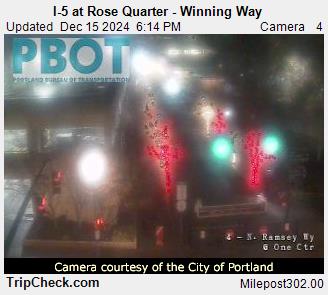 I-5 at Rose Quarter - Winning Way
Updated Dec 15 2024 6:14 PM Camera 4
PBOT
PORTLAND BUREAU OF TRANSPORTATION
4 - N. Ramsey Wy
@ One Ctr
Camera courtesy of the City of Portland
TripCheck.com Milepost302.00